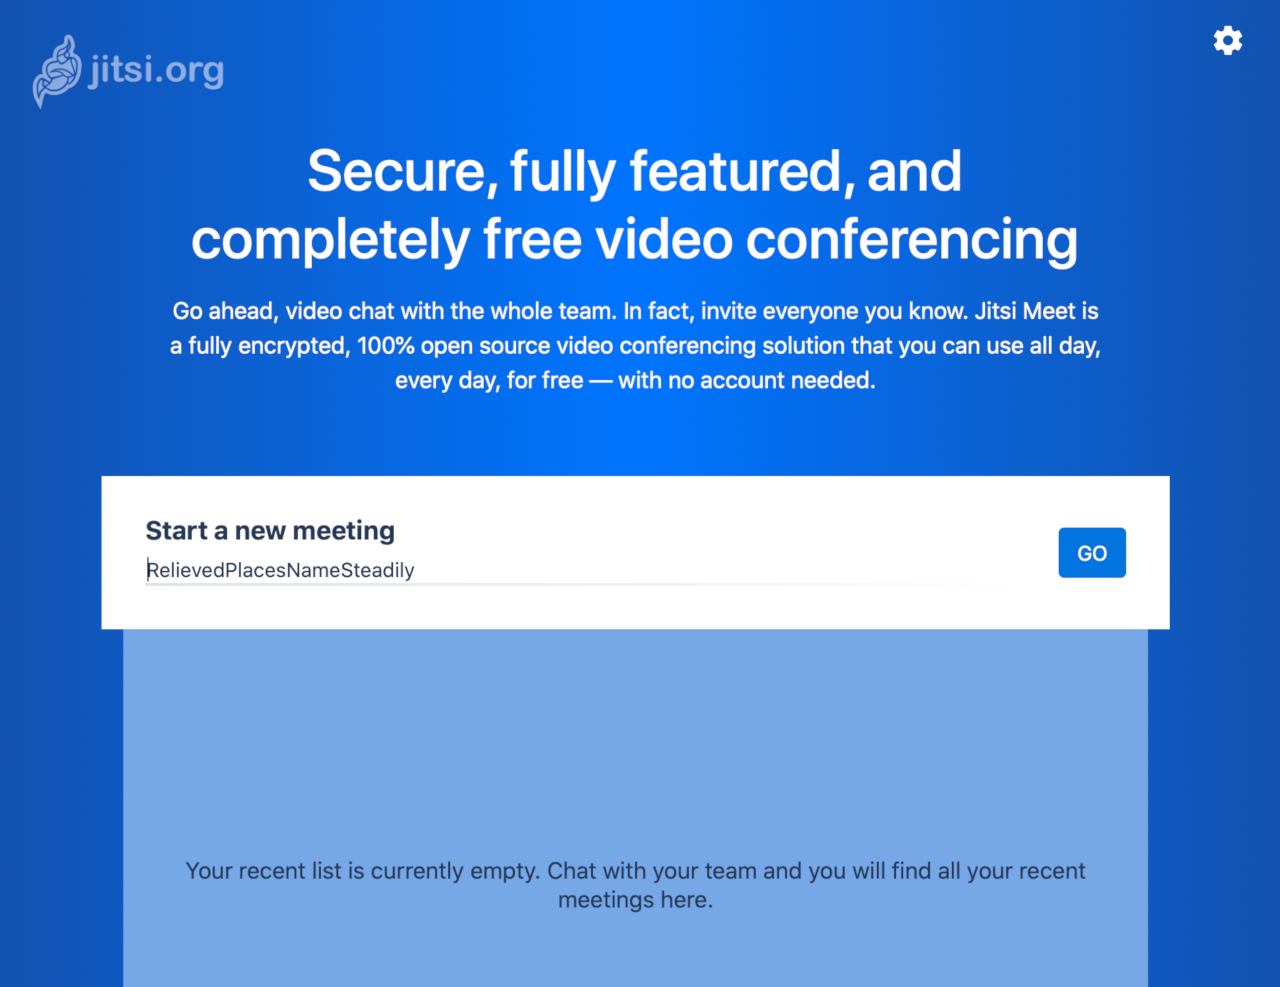 jitsi.org
Secure, fully featured, and
completely free video conferencing
Go ahead, video chat with the whole team. In fact, invite everyone you know. Jitsi Meet is
a fully encrypted, 100% open source video conferencing solution that you can use all day,
every day, for free — with no account needed.
Start a new meeting
RelievedPlacesNameSteadily
GO
Your recent list is currently empty. Chat with your team and you will find all your recent
meetings here.